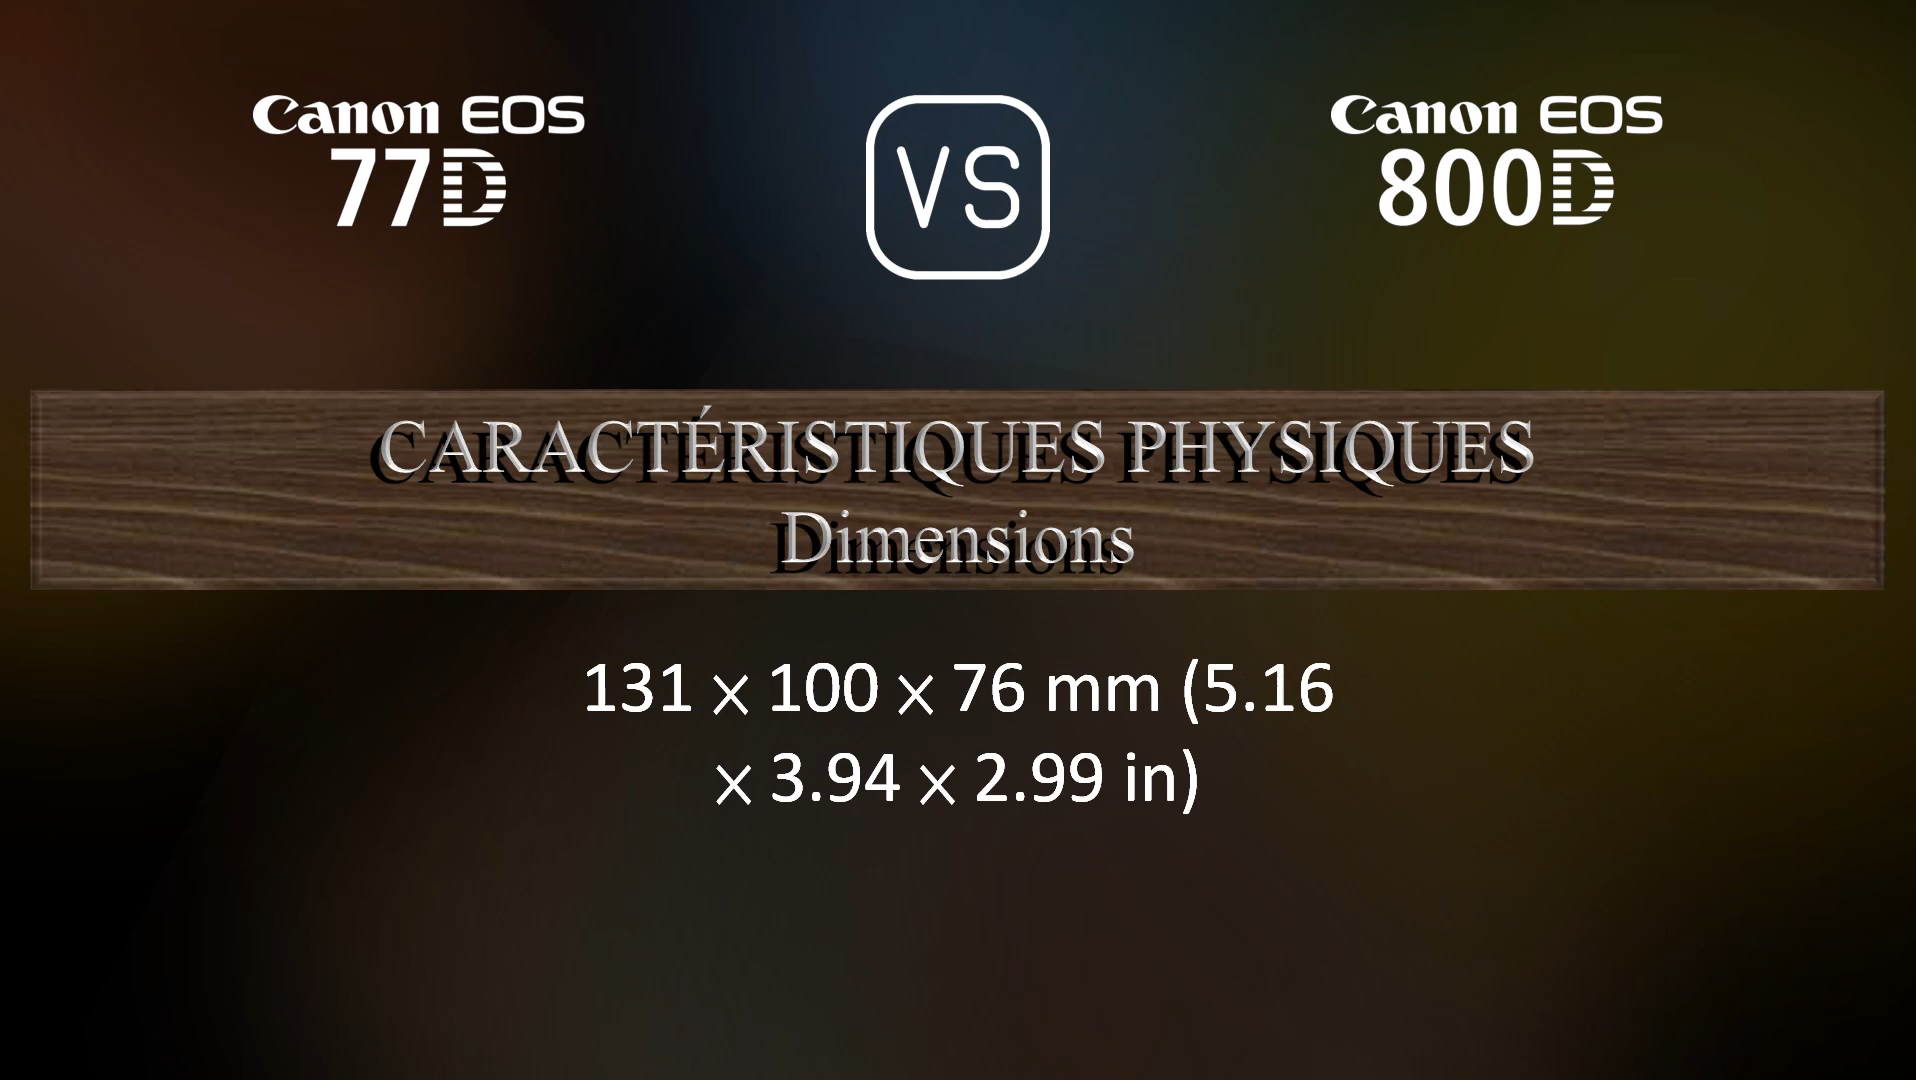 Canon EOS
77D
VS
Canon EOS
800D
CARACTÉRISTIQUES PHYSIQUES
Dimensions
131 x 100 x 76 mm (5.16
x 3.94 x 2.99 in)